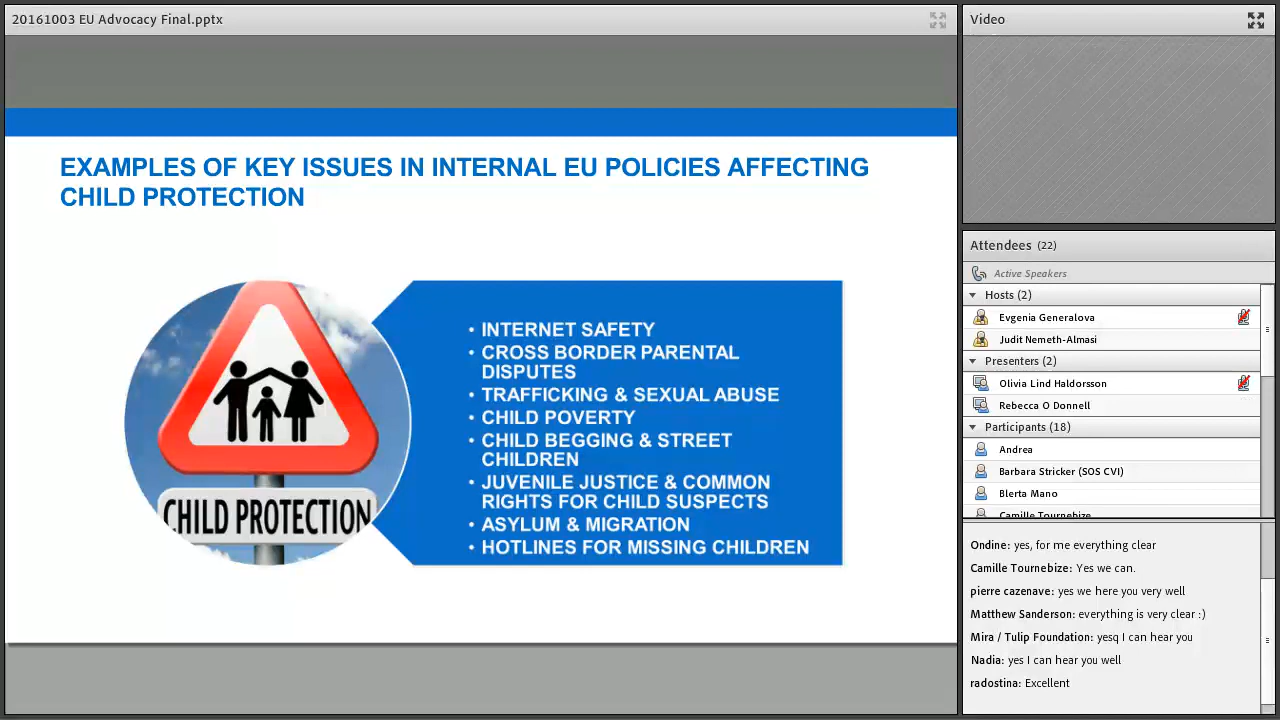 20161003 EU Advocacy Final.pptx
EXAMPLES OF KEY ISSUES IN INTERNAL EU POLICIES AFFECTING
CHILD PROTECTION
CHILD PROTECTION
• INTERNET SAFETY
• CROSS BORDER PARENTAL
DISPUTES
• TRAFFICKING & SEXUAL ABUSE
• CHILD POVERTY
• CHILD BEGGING & STREET
CHILDREN
• JUVENILE JUSTICE & COMMON
RIGHTS FOR CHILD SUSPECTS
• ASYLUM & MIGRATION
• HOTLINES FOR MISSING CHILDREN
Video
Attendees (22)
Active Speakers
Hosts (2)
Evgenia Generalova
Judit Nemeth-Almasi
Presenters (2)
Olivia Lind Haldorsson
Rebecca O Donnell
Participants (18)
Andrea
Barbara Stricker (SOS CVI)
Blerta Mano
Camille Tournebize
Ondine: yes, for me everything clear
Camille Tournebize: Yes we can.
pierre cazenave: yes we here you very well
Matthew Sanderson: everything is very clear :)
Mira / Tulip Foundation: yesq I can hear you
Nadia: yes I can hear you well
radostina: Excellent